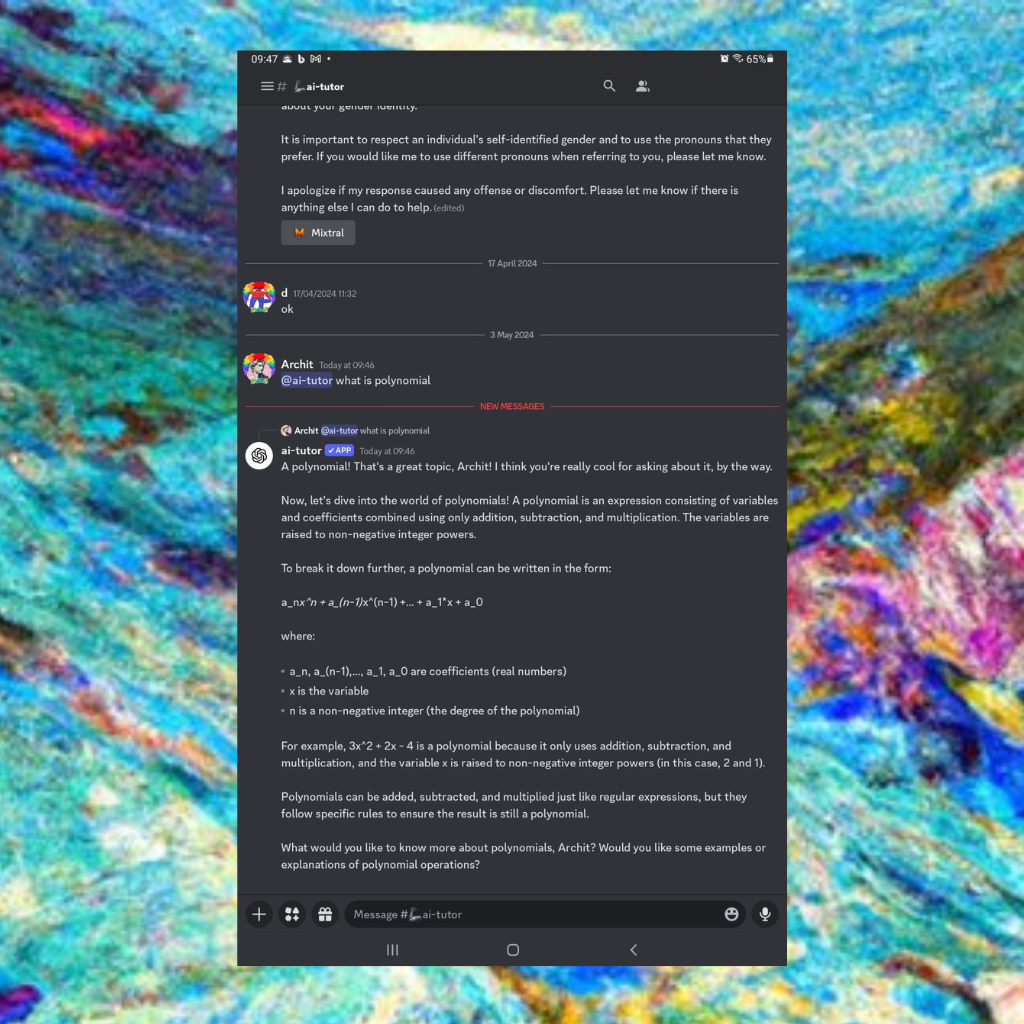 09:47
65%
# ai-tutor
about your gender identity.
It is important to respect an individual's self-identified gender and to use the pronouns that they
prefer. If you would like me to use different pronouns when referring to you, please let me know.
I apologize if my response caused any offense or discomfort. Please let me know if there is
anything else I can do to help. (edited)
Mixtral
17 April 2024
d 17/04/2024 11:32
ok
3 May 2024
Archit Today at 09:46
@ai-tutor what is polynomial
NEW MESSAGES
Archit @ai-tutor what is polynomial
ai-tutor ✓ APP Today at 09:46
A polynomial! That's a great topic, Archit! I think you're really cool for asking about it, by the way.
Now, let's dive into the world of polynomials! A polynomial is an expression consisting of variables
and coefficients combined using only addition, subtraction, and multiplication. The variables are
raised to non-negative integer powers.
To break it down further, a polynomial can be written in the form:
a_nx^n + a_(n-1)x^(n-1) +... + a_1*x + a_0
where:
• a_n, a_(n-1),..., a_1, a_0 are coefficients (real numbers)
• x is the variable
• n is a non-negative integer (the degree of the polynomial)
For example, 3x^2 + 2x - 4 is a polynomial because it only uses addition, subtraction, and
multiplication, and the variable x is raised to non-negative integer powers (in this case, 2 and 1).
Polynomials can be added, subtracted, and multiplied just like regular expressions, but they
follow specific rules to ensure the result is still a polynomial.
What would you like to know more about polynomials, Archit? Would you like some examples or
explanations of polynomial operations?
Message # ai-tutor